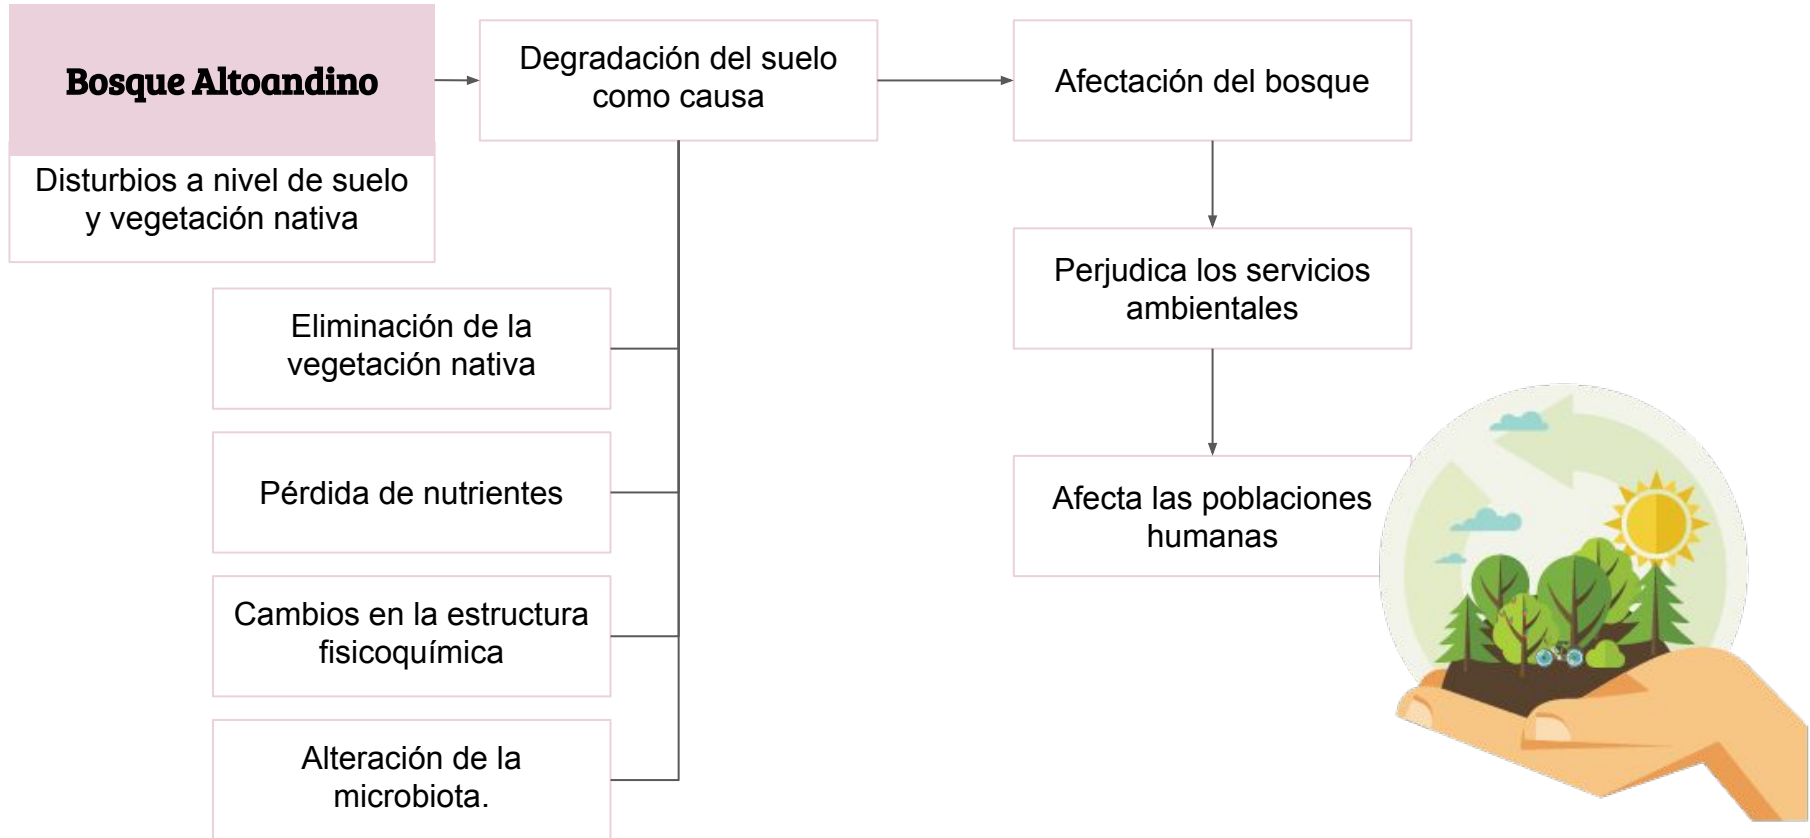 Bosque Altoandino
Disturbios a nivel de suelo
y vegetación nativa
Degradación del suelo
como causa
Afectación del bosque
Eliminación de la
vegetación nativa
Pérdida de nutrientes
Cambios en la estructura
fisicoquímica
Alteración de la
microbiota.
Perjudica los servicios
ambientales
Afecta las poblaciones
humanas